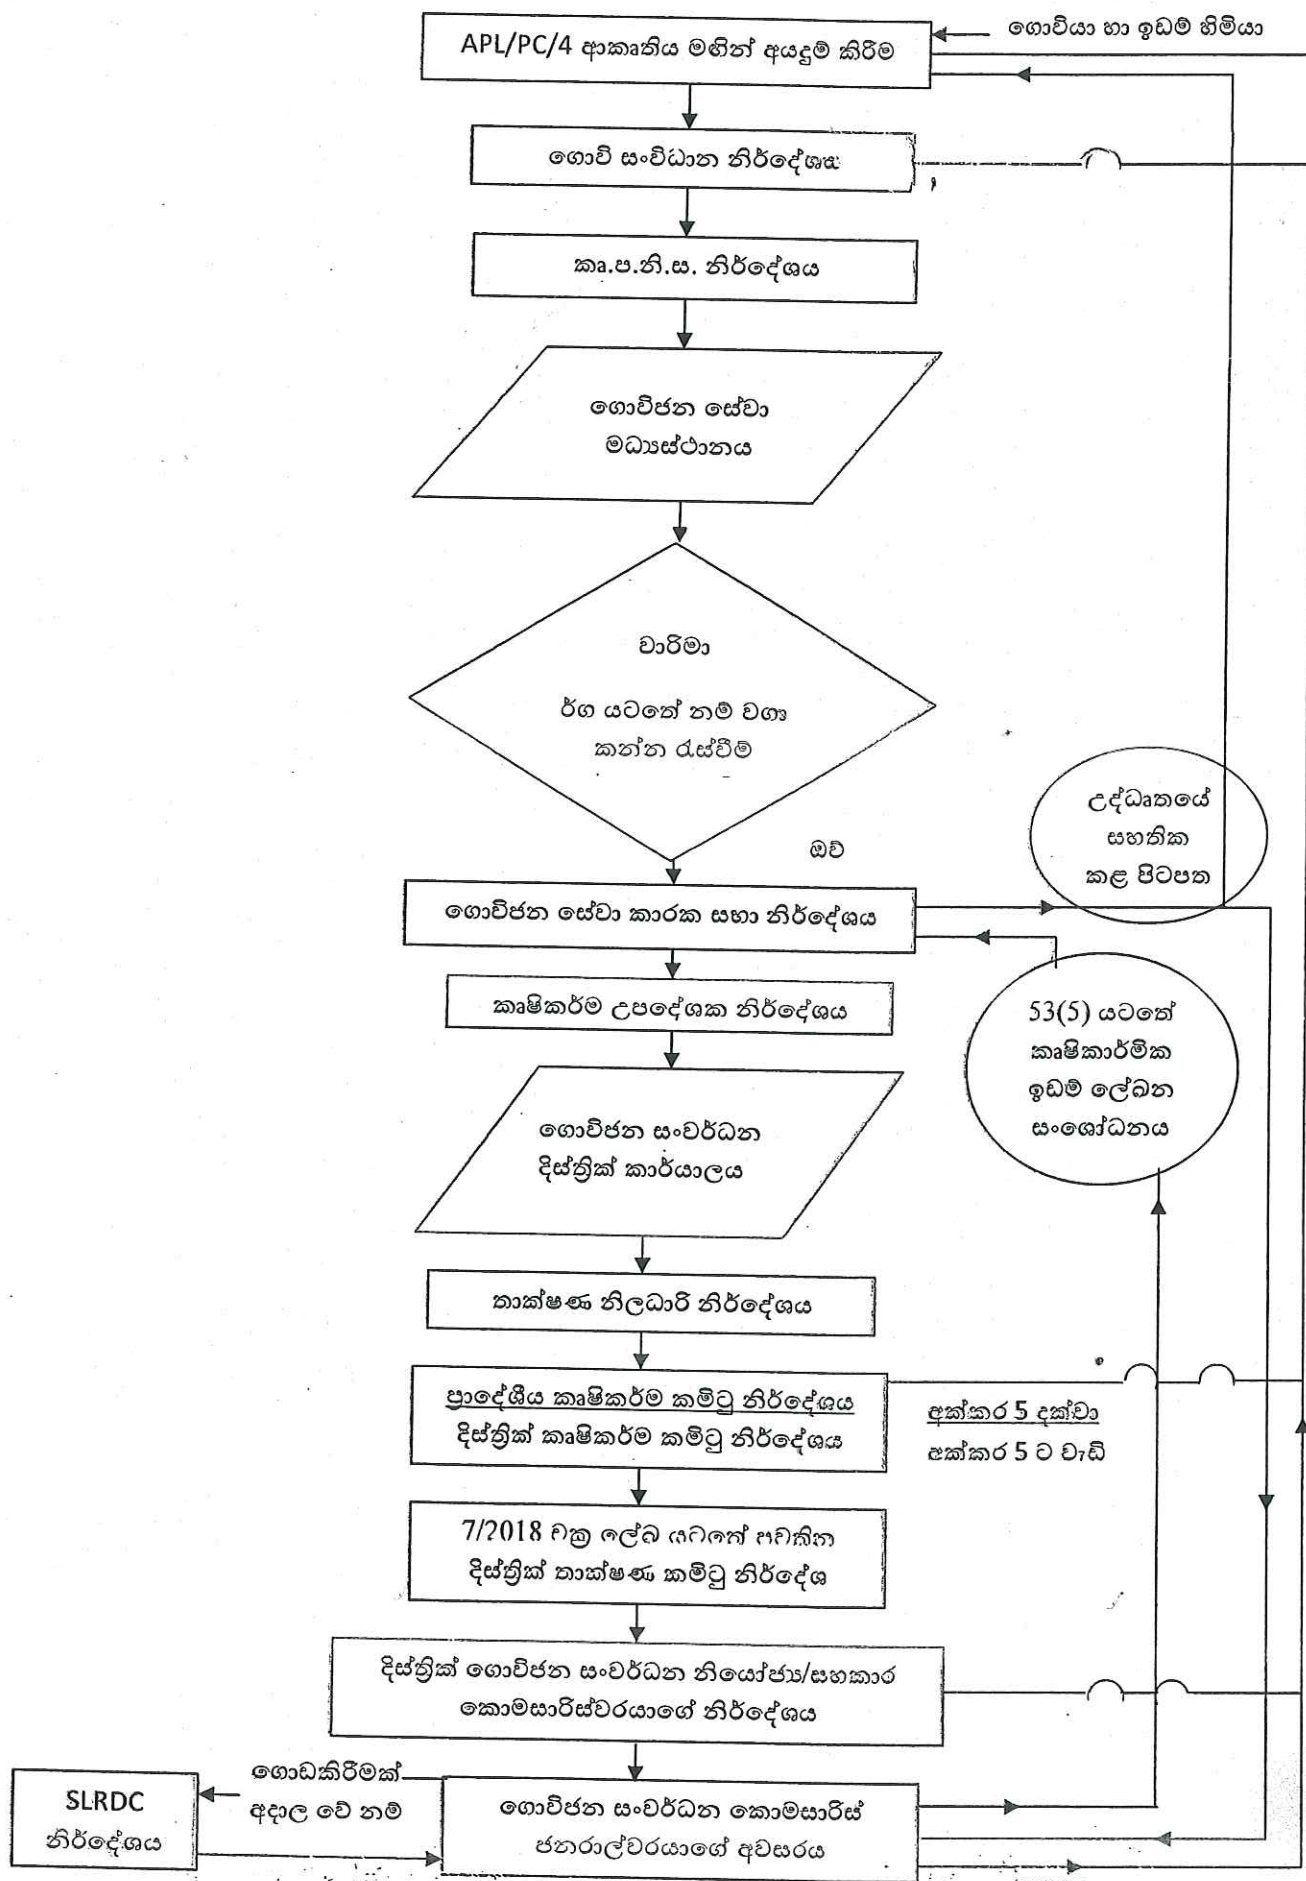 ගොවියා හා ඉඩම් හිමියා
APL/PC/4 ආකෘතිය මඟින් අයදුම් කිරීම
ගොවි සංවිධාන නිර්දේශය
කෘ.ප.නි.ස. නිර්දේශය
ගොවිජන සේවා
මධ්‍යස්ථානය
වාරිමා
ර්ග යටතේ නම් වගා
කන්න රැස්වීම්
ඔව්
උද්ධෘතයේ
සහතික
කළ පිටපත
ගොවිජන සේවා කාරක සභා නිර්දේශය
කෘෂිකර්ම උපදේශක නිර්දේශය
53(5) යටතේ
කෘෂිකාර්මික
ඉඩම් ලේඛන
සංශෝධනය
ගොවිජන සංවර්ධන
දිස්ත්‍රික් කාර්යාලය
තාක්ෂණ නිලධාරි නිර්දේශය
ප්‍රාදේශීය කෘෂිකර්ම කමිටු නිර්දේශය
දිස්ත්‍රික් කෘෂිකර්ම කමිටු නිර්දේශය
අක්කර 5 දක්වා
අක්කර 5 ට වැඩි
7/2018 චක්‍ර ලේඛ යටතේ පවතින
දිස්ත්‍රික් තාක්ෂණ කමිටු නිර්දේශ
දිස්ත්‍රික් ගොවිජන සංවර්ධන නියෝජ්‍ය/සහකාර
කොමසාරිස්වරයාගේ නිර්දේශය
ගොඩකිරීමක්
අදාල වේ නම්
SLRDC
නිර්දේශය
ගොවිජන සංවර්ධන කොමසාරිස්
ජනරාල්වරයාගේ අවසරය